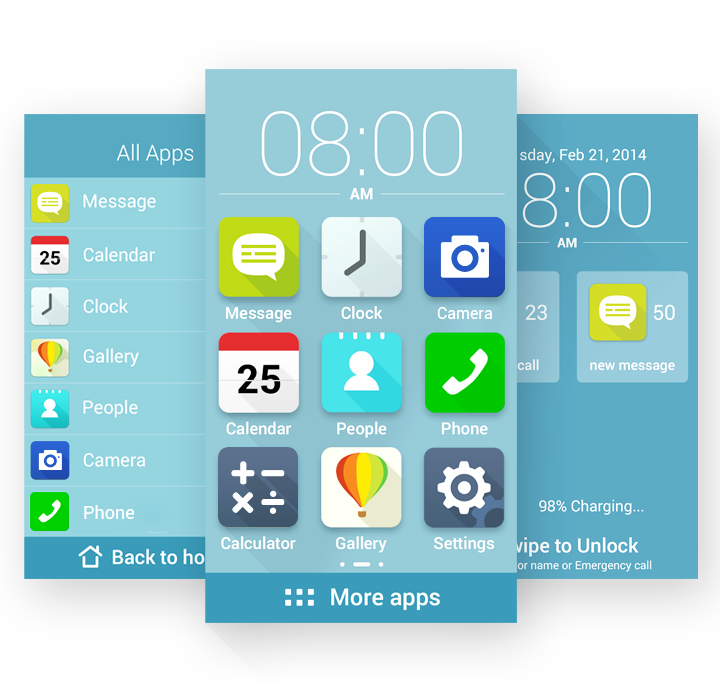 All Apps
Message
25
Calendar
Clock
Gallery
People
Camera
Phone
Back to ho
08:00
AM
Message
Clock
Camera
25
Calendar
People
Phone
Calculator
Gallery
Settings
More apps
sday, Feb 21, 2014
8:00
AM
23
call
50
new message
98% Charging...
wipe to Unlock
or name or Emergency call